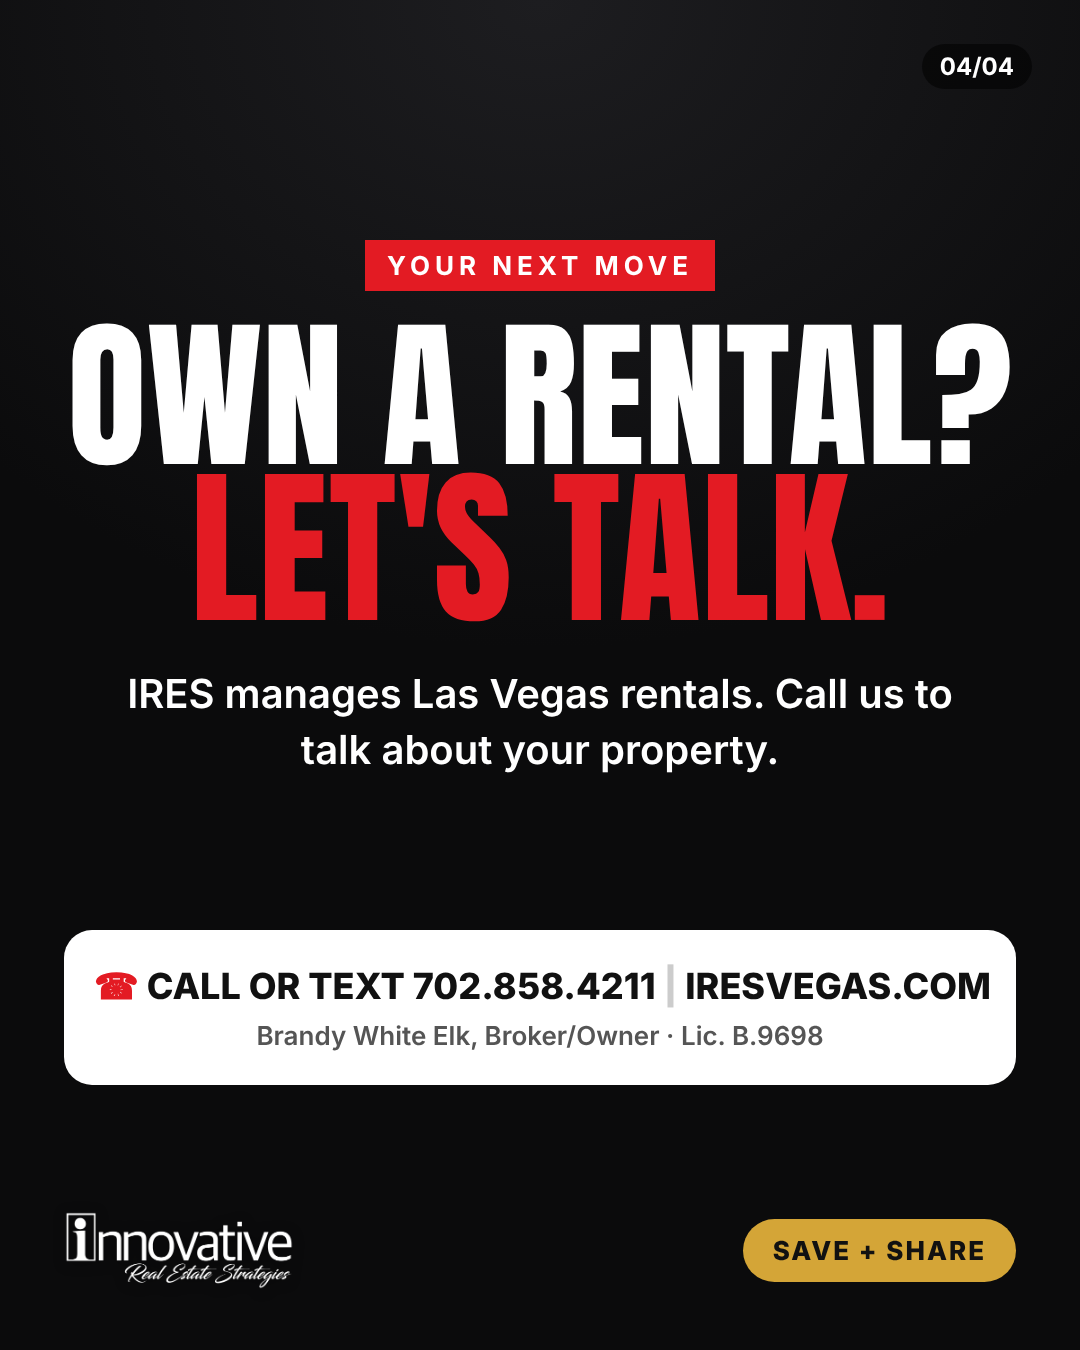 04/04
YOUR NEXT MOVE
OWN A RENTAL?
LET'S TALK.
IRES manages Las Vegas rentals. Call us to
talk about your property.
☎ CALL OR TEXT 702.858.4211 | IRESVEGAS.COM
Brandy White Elk, Broker/Owner · Lic. B.9698
innovative
Real Estate Strategies
SAVE + SHARE